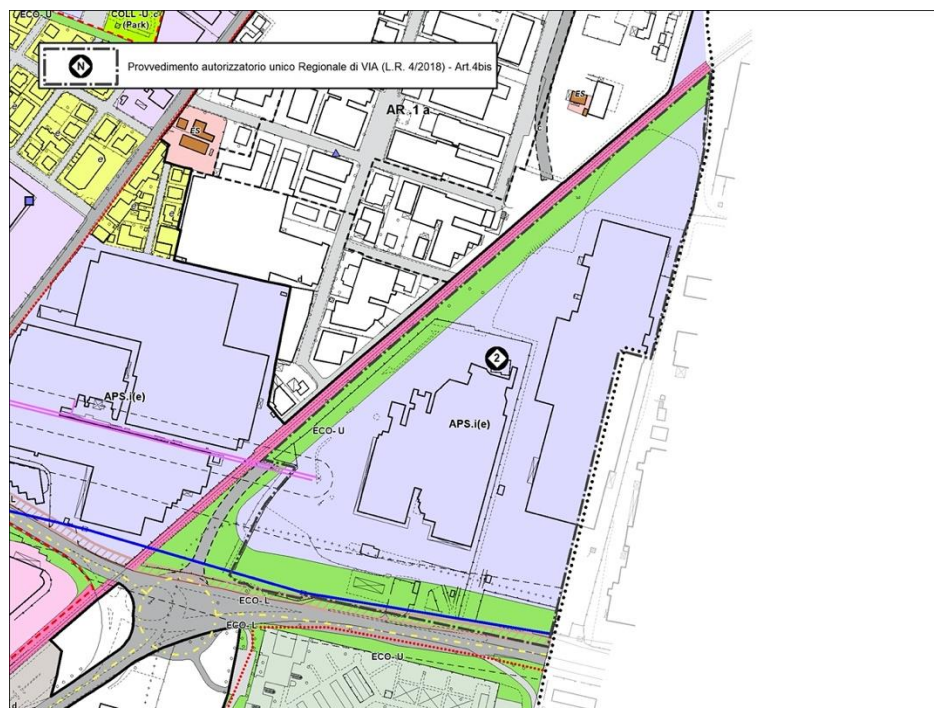 ECO- U
COLL -U .c
(Park)
N
Provvedimento autorizzatorio unico Regionale di VIA (L.R. 4/2018) - Art.4bis
AR .1 a
ES
ES
e
c
2
APS.i(e)
APS.i(e)
ECO- U
ECO- L
ECO- L
ECO- U
d